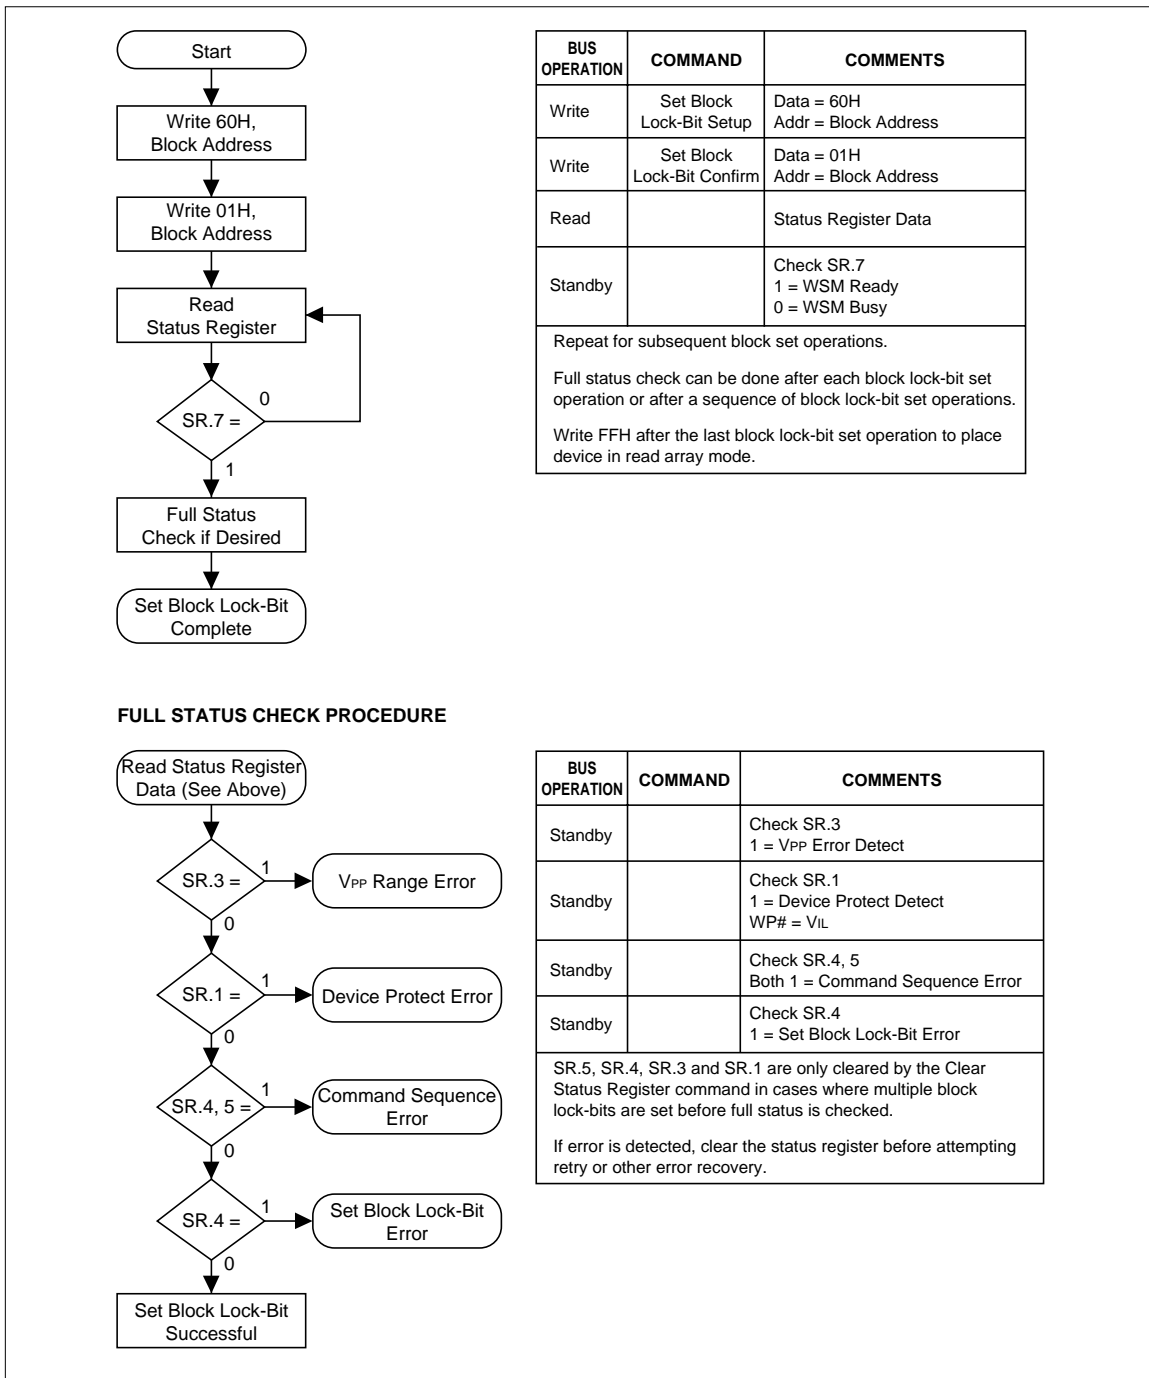 Start
Write 60H,
Block Address
Write 01H,
Block Address
Read
Status Register
0
SR.7 =
1
Full Status
Check if Desired
Set Block Lock-Bit
Complete
BUS OPERATION COMMAND COMMENTS
Write Set Block Lock-Bit Setup Data = 60H
Addr = Block Address
Write Set Block Lock-Bit Confirm Data = 01H
Addr = Block Address
Read Status Register Data
Standby Check SR.7
1 = WSM Ready
0 = WSM Busy
Repeat for subsequent block set operations.
Full status check can be done after each block lock-bit set
operation or after a sequence of block lock-bit set operations.
Write FFH after the last block lock-bit set operation to place
device in read array mode.
FULL STATUS CHECK PROCEDURE
Read Status Register
Data (See Above)
SR.3 = 1 VPP Range Error
0
SR.1 = 1 Device Protect Error
0
SR.4, 5 = 1 Command Sequence
Error
0
SR.4 = 1 Set Block Lock-Bit
Error
0
Set Block Lock-Bit
Successful
BUS OPERATION COMMAND COMMENTS
Standby Check SR.3
1 = VPP Error Detect
Standby Check SR.1
1 = Device Protect Detect
WP# = VIL
Standby Check SR.4, 5
Both 1 = Command Sequence Error
Standby Check SR.4
1 = Set Block Lock-Bit Error
SR.5, SR.4, SR.3 and SR.1 are only cleared by the Clear
Status Register command in cases where multiple block
lock-bits are set before full status is checked.
If error is detected, clear the status register before attempting
retry or other error recovery.